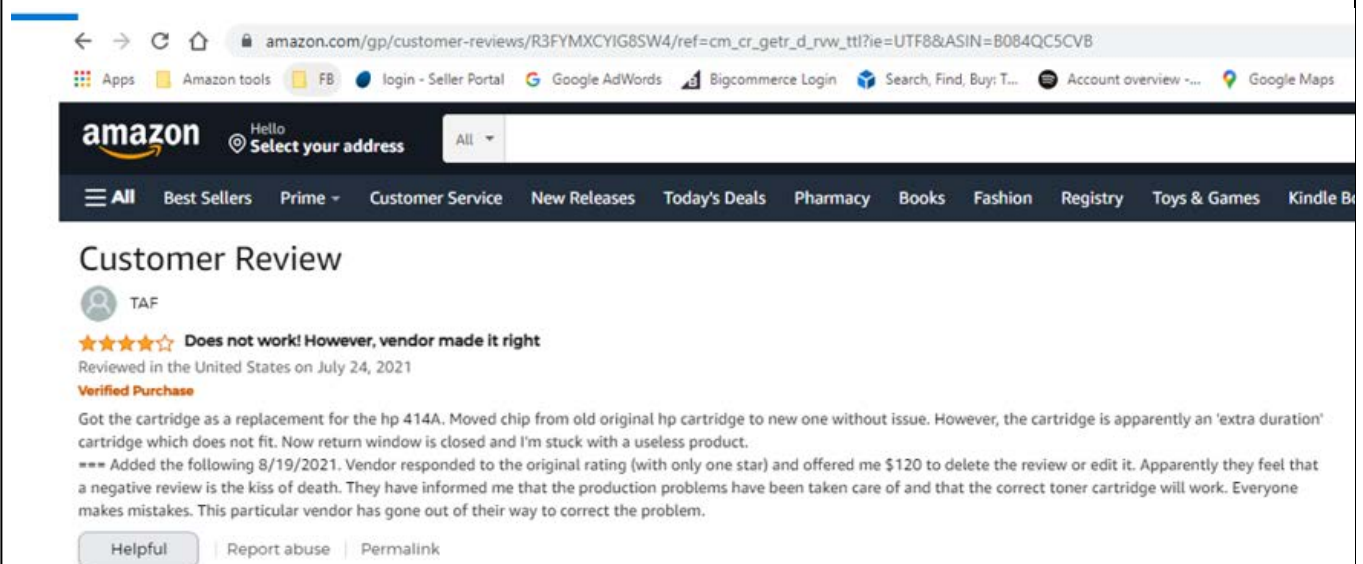 amazon.com/gp/customer-reviews/R3FYMXCYIG8SW4/ref=cm_cr_getr_d_rvw_ttl?ie=UTF8&ASIN=B084QC5CVB
Apps Amazon tools FB login - Seller Portal Google AdWords Bigcommerce Login Search, Find, Buy: T... Account overview -... Google Maps
amazon Hello Select your address All
All Best Sellers Prime Customer Service New Releases Today's Deals Pharmacy Books Fashion Registry Toys & Games Kindle Bo
Customer Review
TAF
Does not work! However, vendor made it right
Reviewed in the United States on July 24, 2021
Verified Purchase
Got the cartridge as a replacement for the hp 414A. Moved chip from old original hp cartridge to new one without issue. However, the cartridge is apparently an 'extra duration'
cartridge which does not fit. Now return window is closed and I'm stuck with a useless product.
=== Added the following 8/19/2021. Vendor responded to the original rating (with only one star) and offered me $120 to delete the review or edit it. Apparently they feel that
a negative review is the kiss of death. They have informed me that the production problems have been taken care of and that the correct toner cartridge will work. Everyone
makes mistakes. This particular vendor has gone out of their way to correct the problem.
Helpful Report abuse Permalink